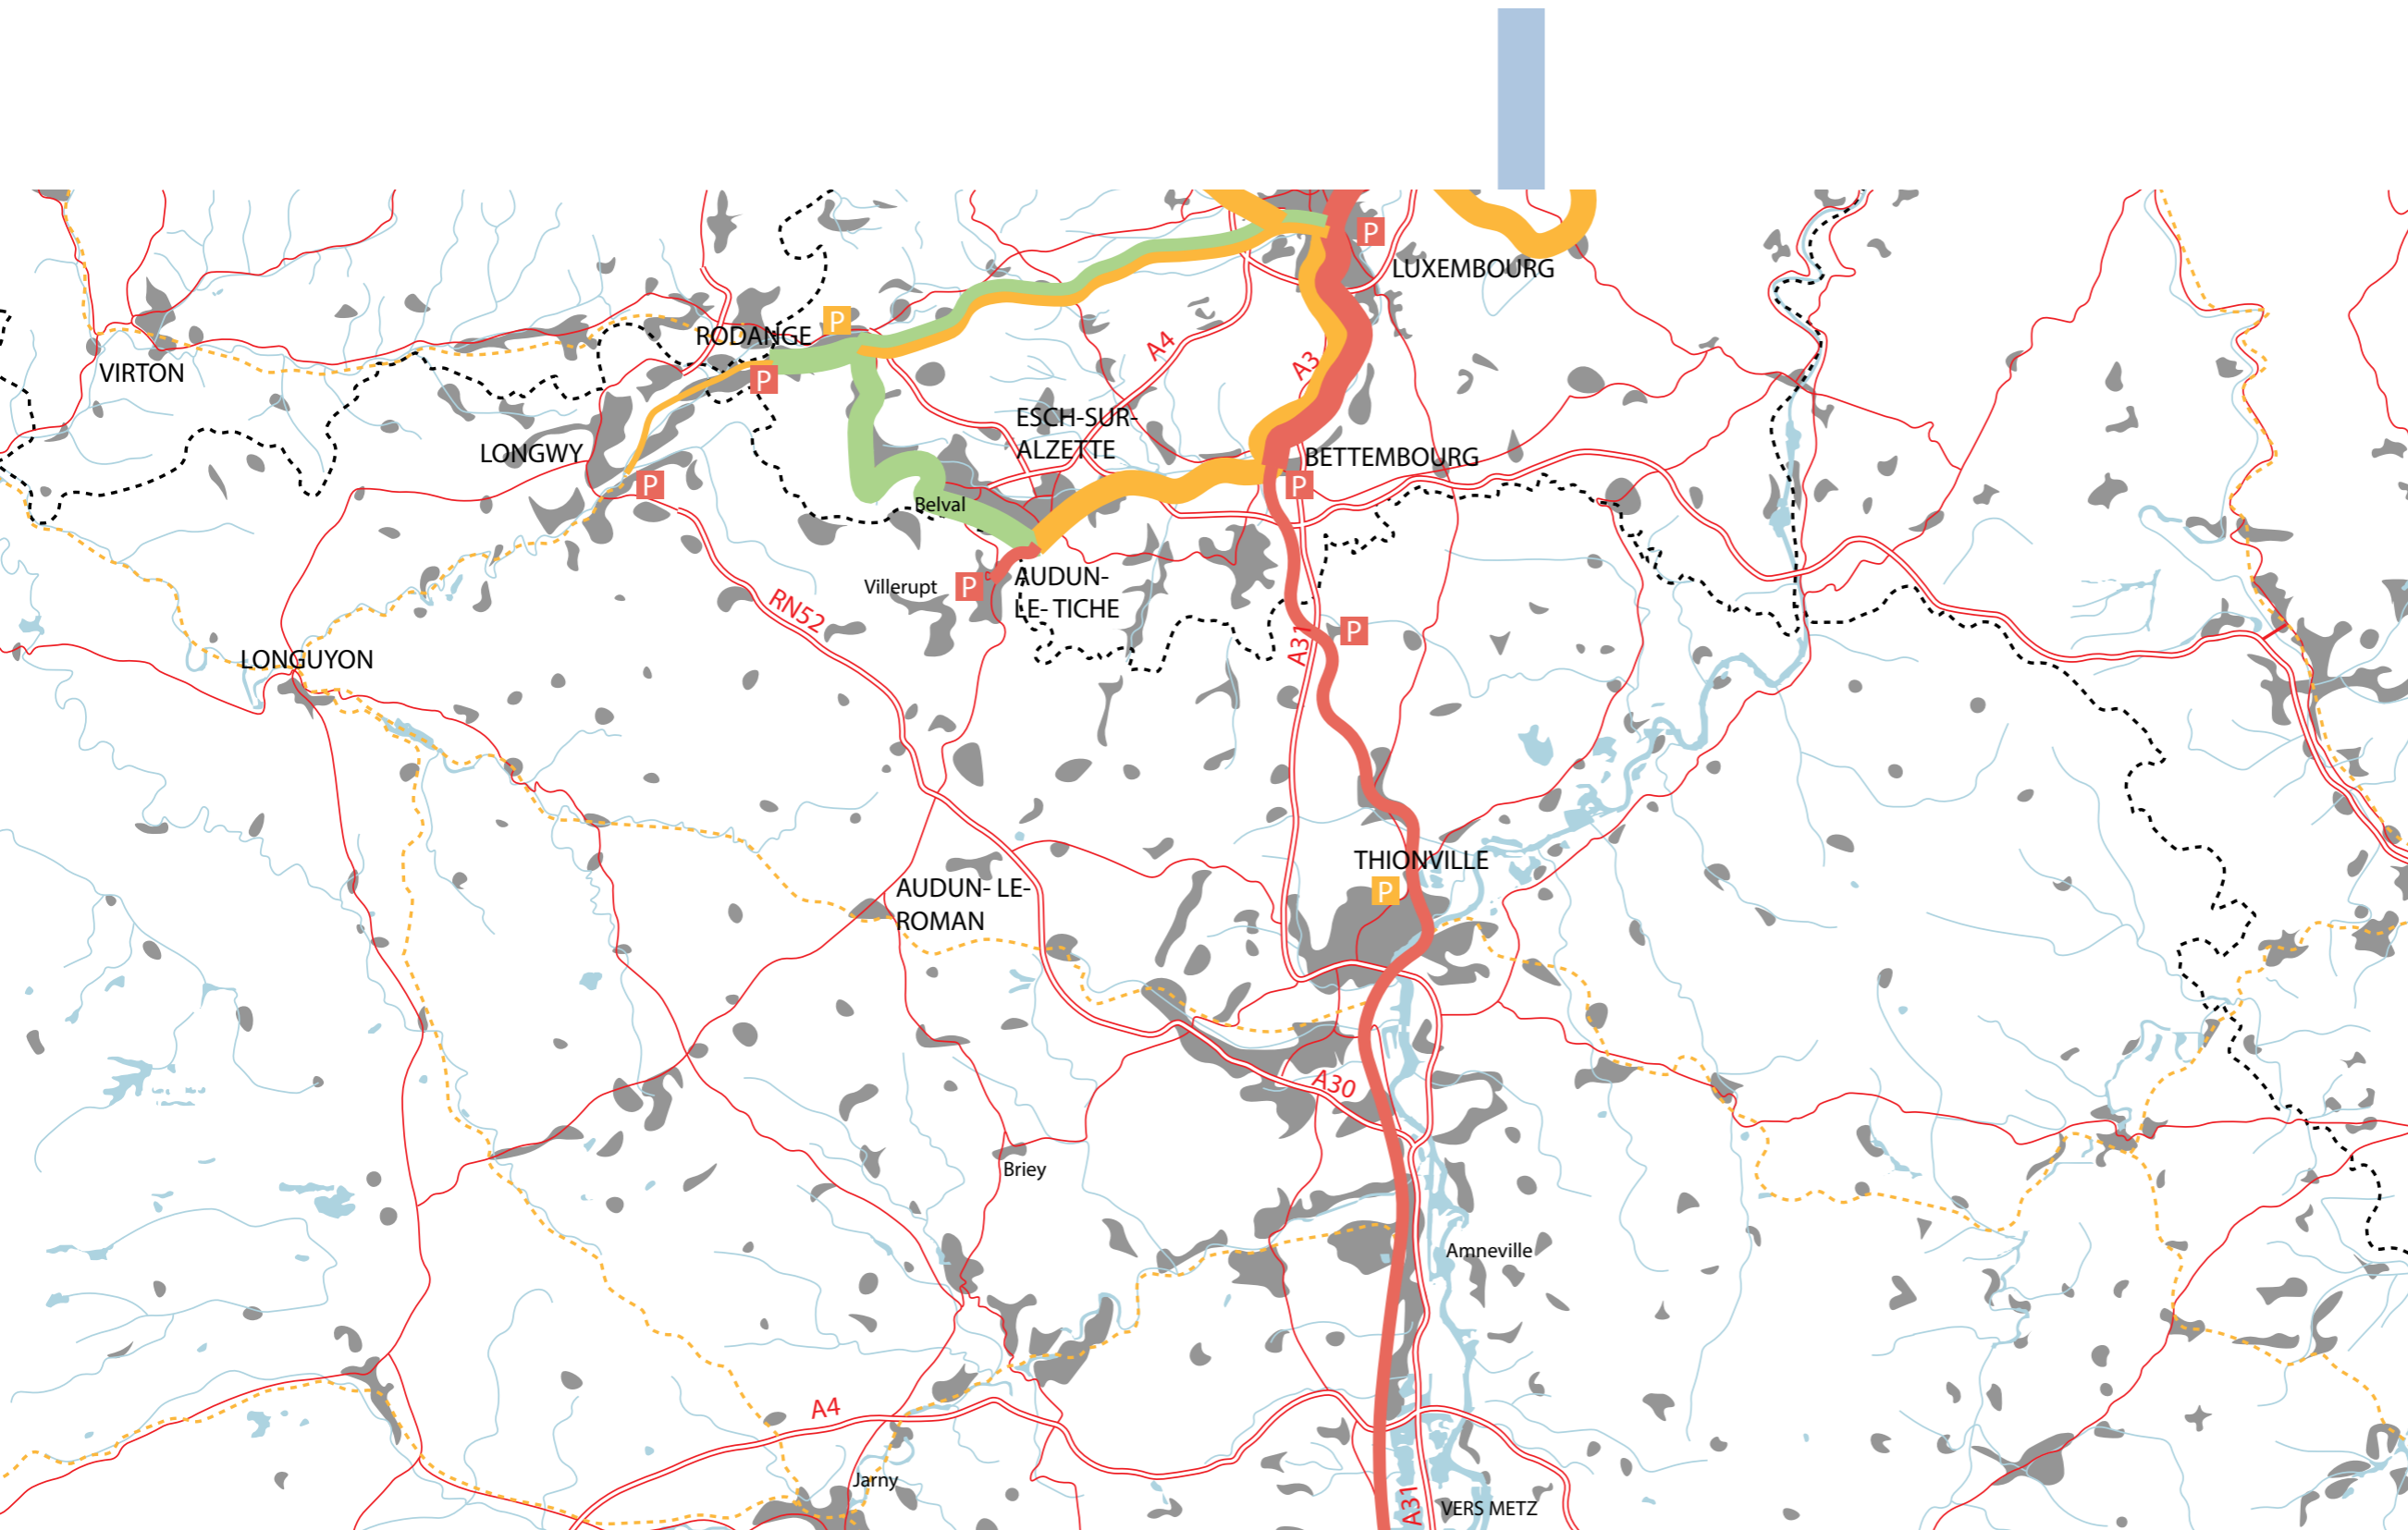 P
LUXEMBOURG
P
RODANGE
A4
A3
VIRTON
P
ESCH-SUR-
ALZETTE
LONGWY
BETTEMBOURG
P
P
Belval
AUDUN-
LE- TICHE
Villerupt
P
RN52
P
A31
LONGUYON
THIONVILLE
P
AUDUN- LE-
ROMAN
A30
Briey
Amneville
A4
Jarny
A31
VERS METZ